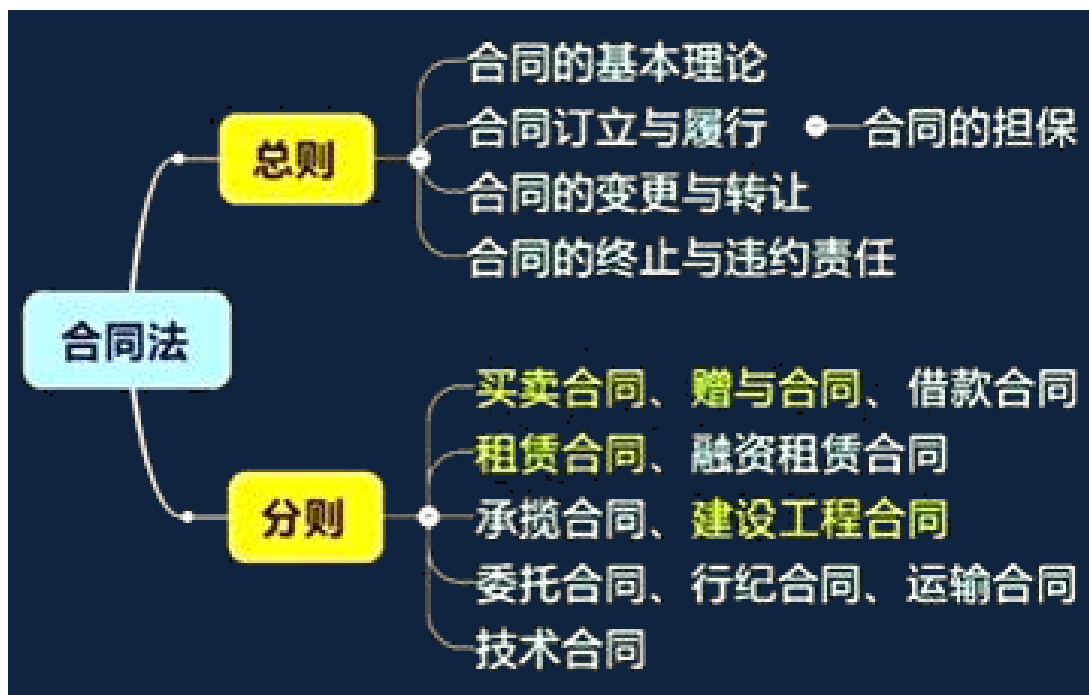 合同的基本理论
合同订立与履行
合同的担保
总则
合同的变更与转让
合同的终止与违约责任
合同法
买卖合同、赠与合同、借款合同
租赁合同、融资租赁合同
分则
承揽合同、建设工程合同
委托合同、行纪合同、运输合同
技术合同